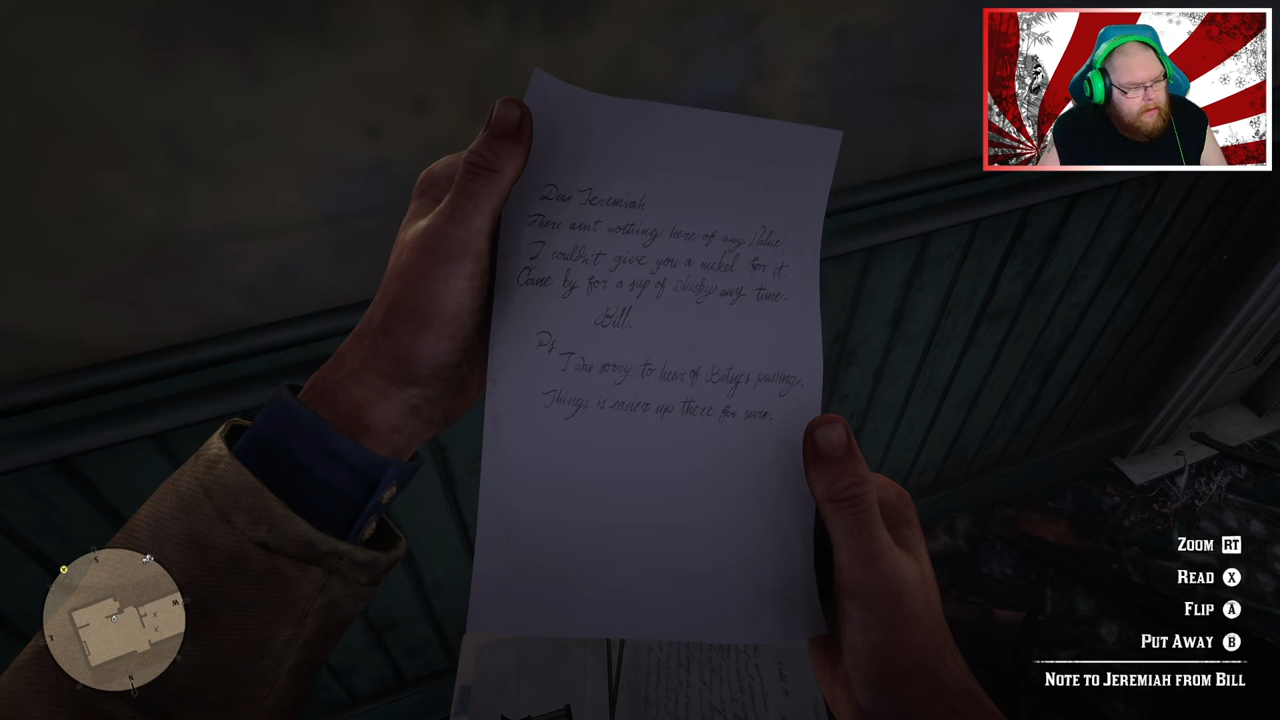 Dear Jeremiah
There aint nothing here of any Value
I couldn't give you a nickel for it.
Come by for a sup of Whisky any time.
Bill.
Ps
I was sorry to hear of Betsy's passing.
Things is easier up there for sure.
ZOOM RT
READ X
FLIP A
PUT AWAY B
NOTE TO JEREMIAH FROM BILL
S
W
E
N